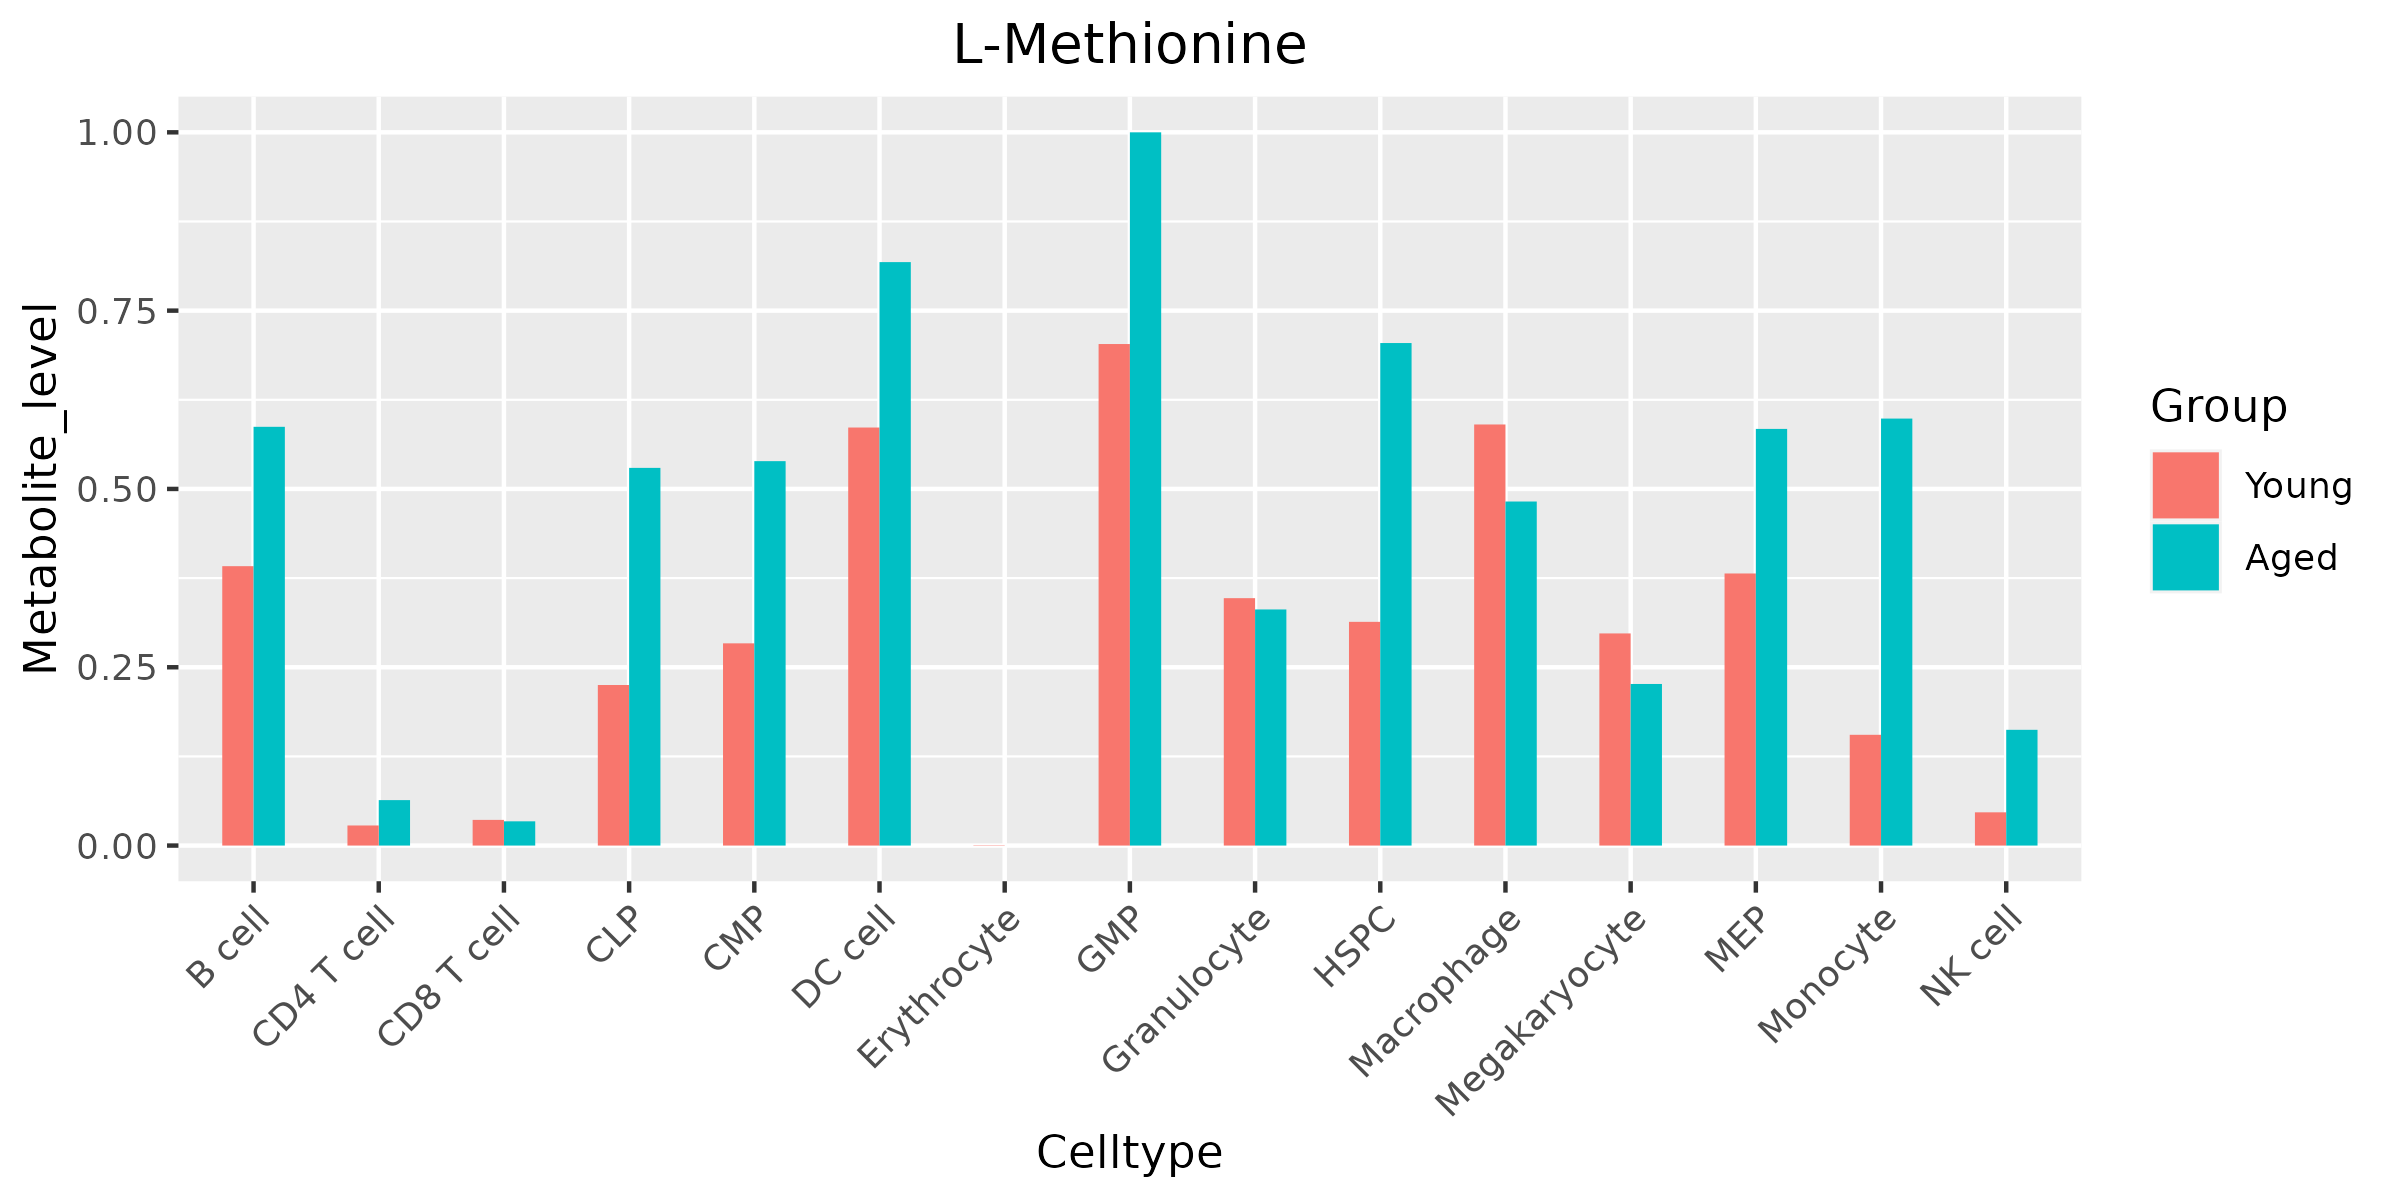 L-Methionine
Metabolite_level
1.00
0.75
0.50
0.25
0.00
B cell
CD4 T cell
CD8 T cell
CLP
CMP
DC cell
Erythrocyte
GMP
Granulocyte
HSPC
Macrophage
Megakaryocyte
MEP
Monocyte
NK cell
Celltype
Group
Young
Aged